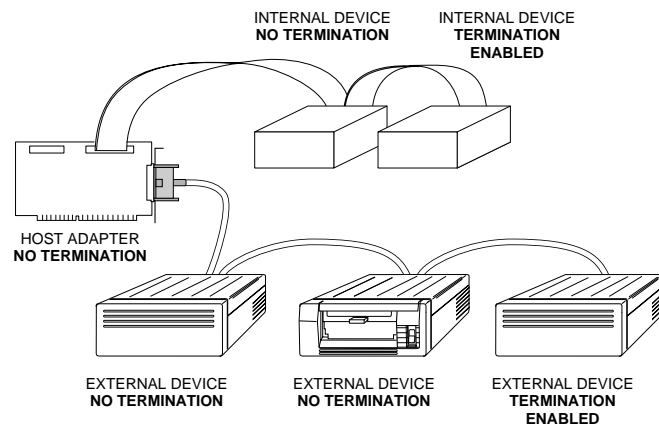 INTERNAL DEVICE
NO TERMINATION
INTERNAL DEVICE
TERMINATION
ENABLED
HOST ADAPTER
NO TERMINATION
EXTERNAL DEVICE
NO TERMINATION
EXTERNAL DEVICE
NO TERMINATION
EXTERNAL DEVICE
TERMINATION
ENABLED